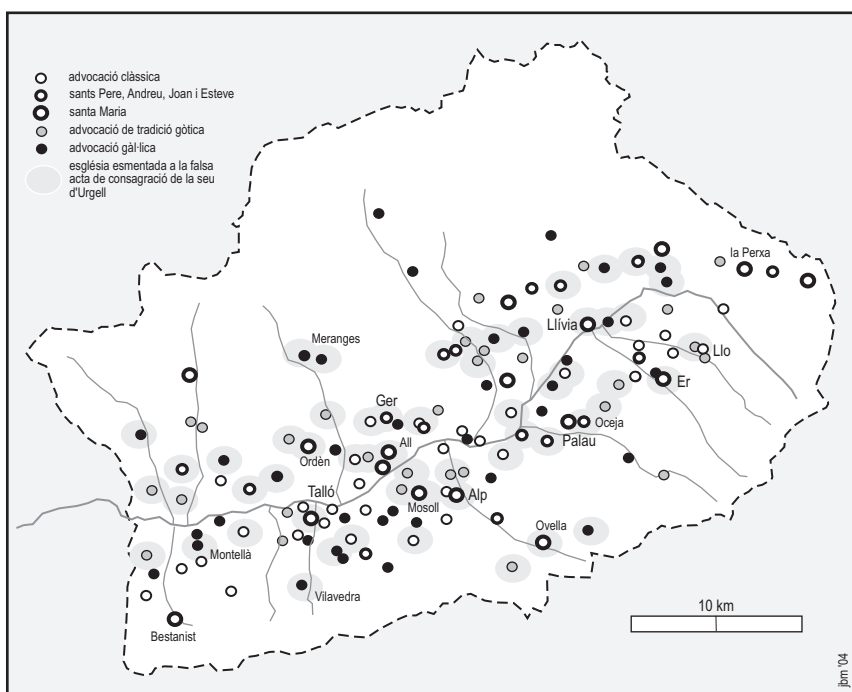 advocació clàssica
sants Pere, Andreu, Joan i Esteve
santa Maria
advocació de tradició gòtica
advocació gàl·lica
església esmentada a la falsa
acta de consagració de la seu
d'Urgell
la Perxa
Llívia
Meranges
Llo
Er
Ger
Oceja
All
Palau
Ordèn
Talló
Mosoll
Alp
Ovella
Montellà
Vilavedra
10 km
Bestanist
jbm '04